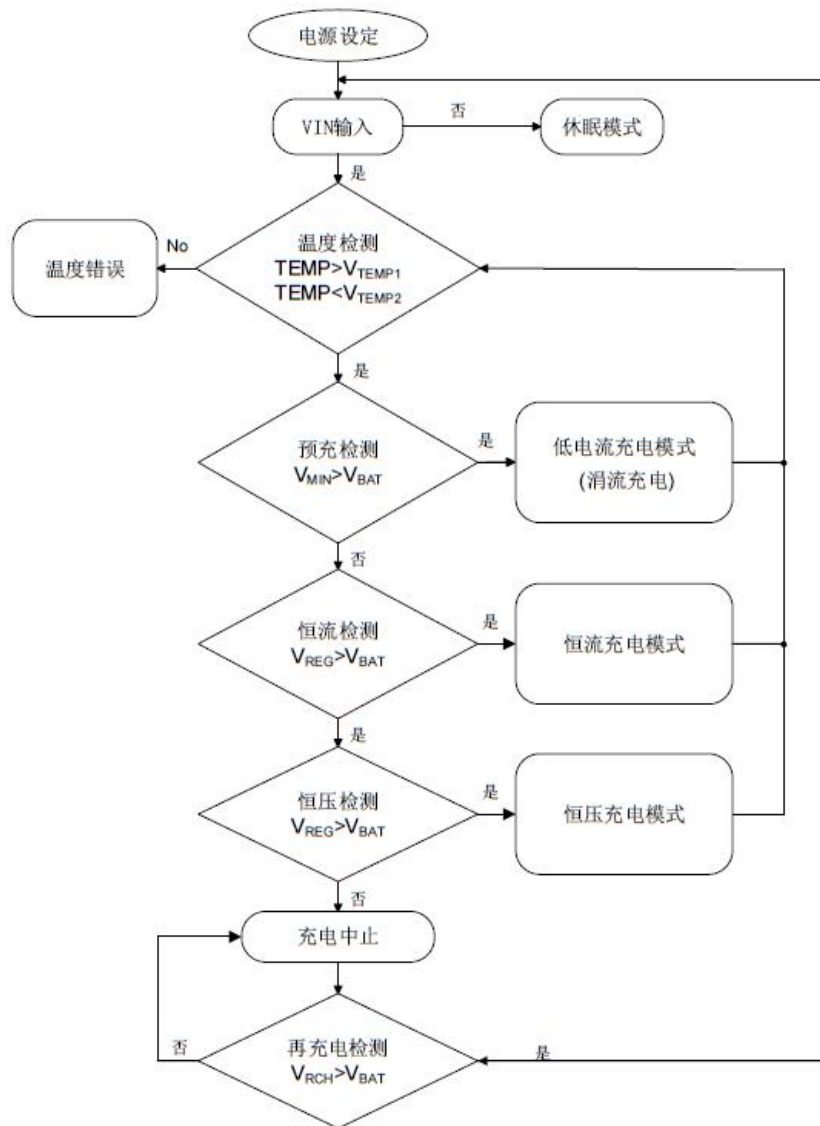 电源设定
VIN输入
否
休眠模式
是
温度检测
TEMP>VTEMP1
TEMP<VTEMP2
No
温度错误
是
预充检测
VMIN>VBAT
是
低电流充电模式
(涓流充电)
否
恒流检测
VREG>VBAT
是
恒流充电模式
是
恒压检测
VREG>VBAT
是
恒压充电模式
否
充电中止
再充电检测
VRCH>VBAT
否
是